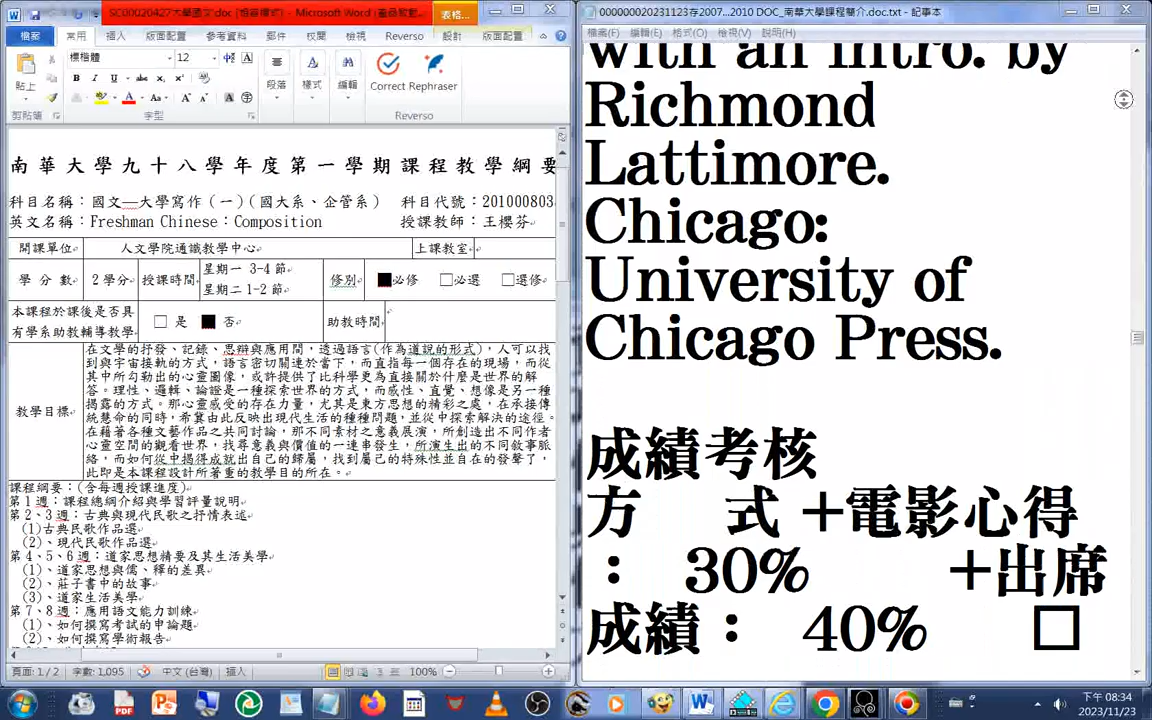 SC00020427大學國文.doc [相容模式] - Microsoft Word (產品啟動...
表格...
檔案 常用 插入 版面配置 參考資料 郵件 校閱 檢視 Reverso 設計 版面配置
標楷體 12
貼上
段落 樣式 編輯 Correct Rephraser
剪貼簿 字型 Reverso
南華大學九十八學年度第一學期課程教學綱要
科目名稱：國文—大學寫作(一)(國大系、企管系) 科目代號：201000803
英文名稱：Freshman Chinese：Composition 授課教師：王櫻芬
開課單位 人文學院通識教學中心 上課教室
學 分 數 2學分 授課時間 星期一 3-4節 修別 ■必修 □必選 □選修
星期二1-2節
本課程於課後是否具 □ 是 ■ 否 助教時間
有學系助教輔導教學
在文學的抒發、記錄、思辯與應用間，透過語言(作為道說的形式)，人可以找
到與宇宙接軌的方式，語言密切關連於當下，而直指每一個存在的現場，而從
其中所勾勒出的心靈圖像，或許提供了比科學更為直接關於什麼是世界的解
答。理性、邏輯、論證是一種探索世界的方式，而感性、直覺、想像是另一種
揭露的方式。那心靈感受的存在力量，尤其是東方思想的精彩之處，在承接傳
教學目標
統慧命的同時，希冀由此反映出現代生活的種種問題，並從中探索解決的途徑。
在藉著各種文藝作品之共同討論，那不同素材之意義展演，所創造出不同作者
心靈空間的觀看世界，找尋意義與價值的一連串發生，所演生出的不同敘事脈
絡，而如何從中揭得成就出自己的歸屬，找到屬己的特殊性並自在的發聲了，
此即是本課程設計所著重的教學目的所在。
課程綱要：(含每週授課進度)
第1週：課程總綱介紹與學習評量說明
第2、3週：古典與現代民歌之抒情表述
(1)古典民歌作品選
(2)、現代民歌作品選
第4、5、6週：道家思想精要及其生活美學
(1)、道家思想與儒、釋的差異
(2)、莊子書中的故事
(3)、道家生活美學
第7、8週：應用語文能力訓練
(1)、如何撰寫考試的申論題
(2)、如何撰寫學術報告
頁面: 1 / 2 字數: 1,095 中文 (台灣) 插入 100%
000000020231123存2007...2010 DOC_南華大學課程簡介.doc.txt - 記事本
檔案(F) 編輯(E) 格式(O) 檢視(V) 說明(H)
with an Intro. by
Richmond
Lattimore.
Chicago:
University of
Chicago Press.
成績考核
方 式 +電影心得
： 30% +出席
成績： 40% □
下午 08:34
2023/11/23